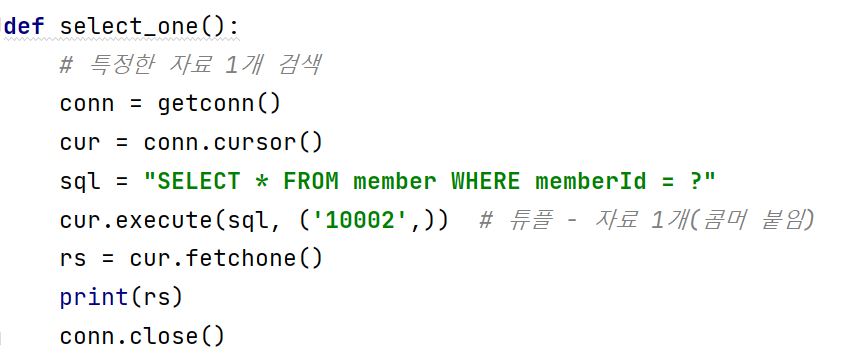 def select_one():
    # 특정한 자료 1개 검색
    conn = getconn()
    cur = conn.cursor()
    sql = "SELECT * FROM member WHERE memberId = ?"
    cur.execute(sql, ('10002',))  # 튜플 - 자료 1개(콤머 붙임)
    rs = cur.fetchone()
    print(rs)
    conn.close()